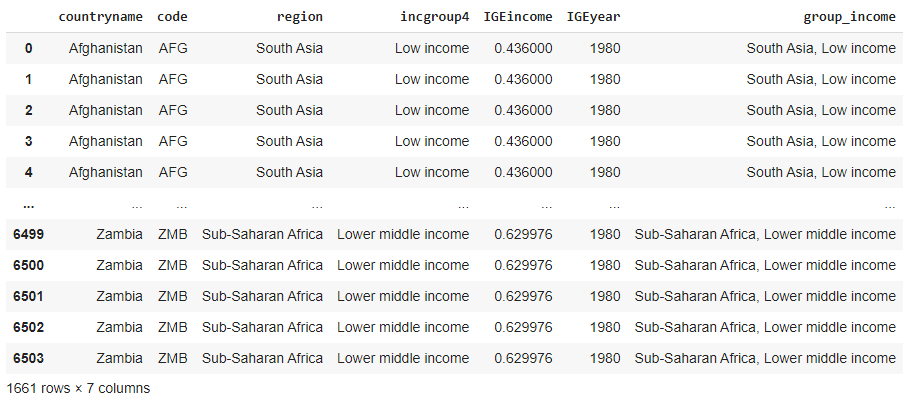 countryname code region incgroup4 IGEincome IGEyear group_income
0 Afghanistan AFG South Asia Low income 0.436000 1980 South Asia, Low income
1 Afghanistan AFG South Asia Low income 0.436000 1980 South Asia, Low income
2 Afghanistan AFG South Asia Low income 0.436000 1980 South Asia, Low income
3 Afghanistan AFG South Asia Low income 0.436000 1980 South Asia, Low income
4 Afghanistan AFG South Asia Low income 0.436000 1980 South Asia, Low income
... ... ... ... ... ... ... ...
6499 Zambia ZMB Sub-Saharan Africa Lower middle income 0.629976 1980 Sub-Saharan Africa, Lower middle income
6500 Zambia ZMB Sub-Saharan Africa Lower middle income 0.629976 1980 Sub-Saharan Africa, Lower middle income
6501 Zambia ZMB Sub-Saharan Africa Lower middle income 0.629976 1980 Sub-Saharan Africa, Lower middle income
6502 Zambia ZMB Sub-Saharan Africa Lower middle income 0.629976 1980 Sub-Saharan Africa, Lower middle income
6503 Zambia ZMB Sub-Saharan Africa Lower middle income 0.629976 1980 Sub-Saharan Africa, Lower middle income
1661 rows × 7 columns